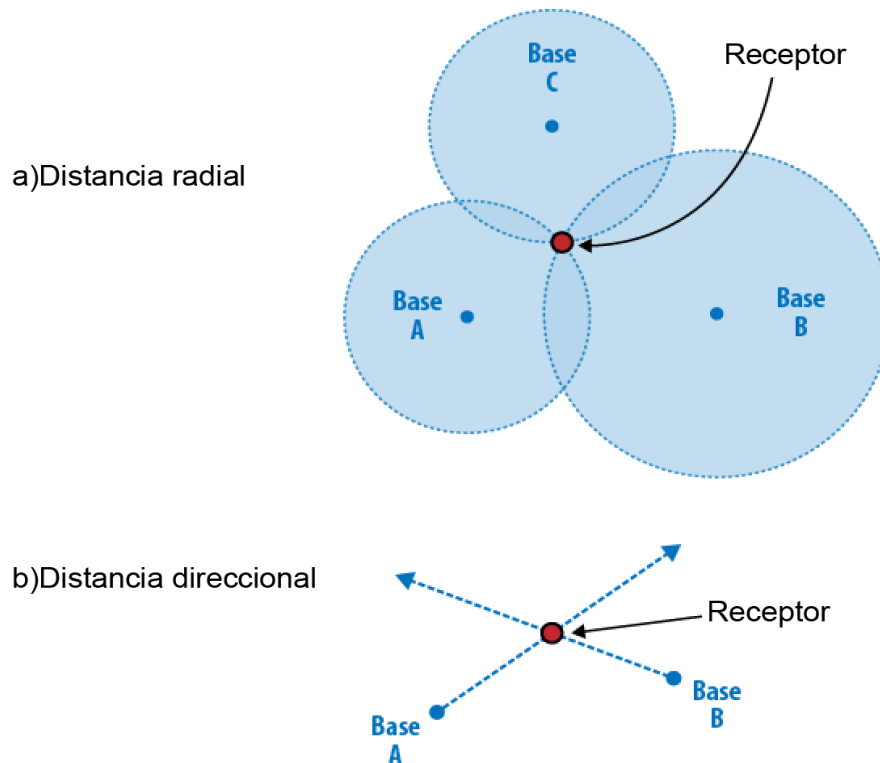 Base
C
Receptor
a)Distancia radial
Base
A
Base
B
b)Distancia direccional
Receptor
Base
B
Base
A